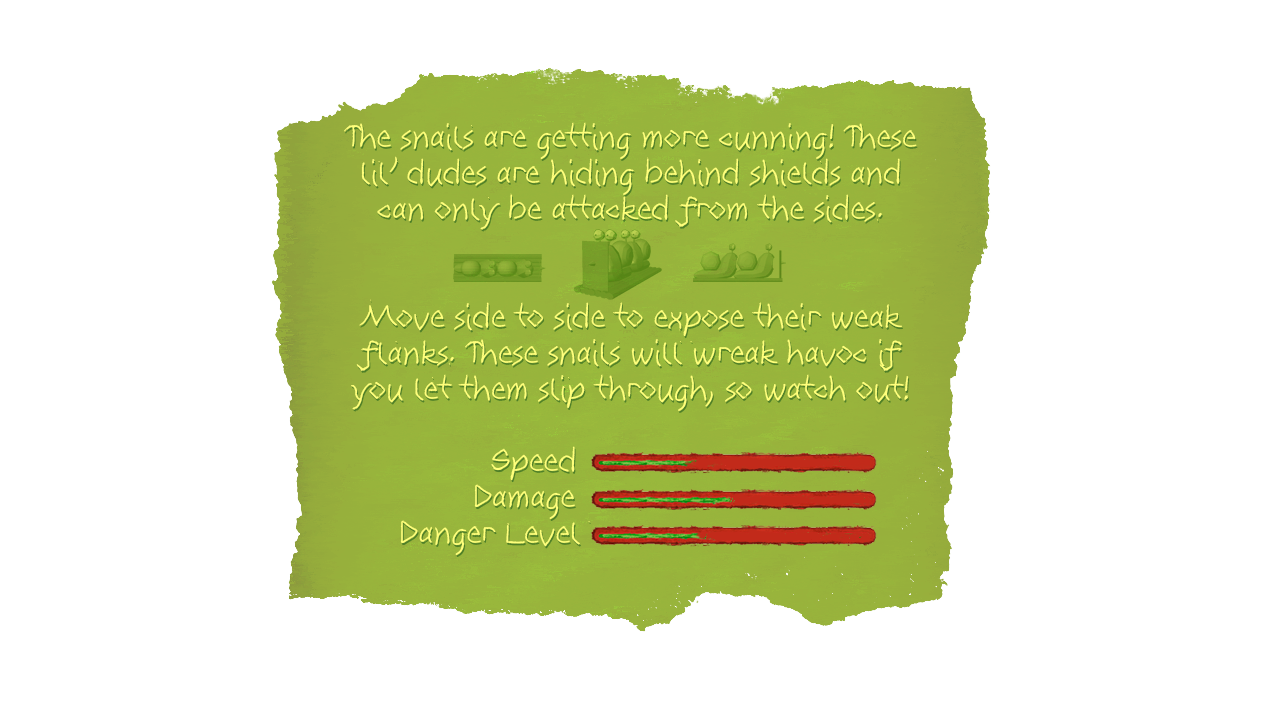 The snails are getting more cunning! These
lil' dudes are hiding behind shields and
can only be attacked from the sides.
Move side to side to expose their weak
flanks. These snails will wreak havoc if
you let them slip through, so watch out!
Speed
Damage
Danger Level